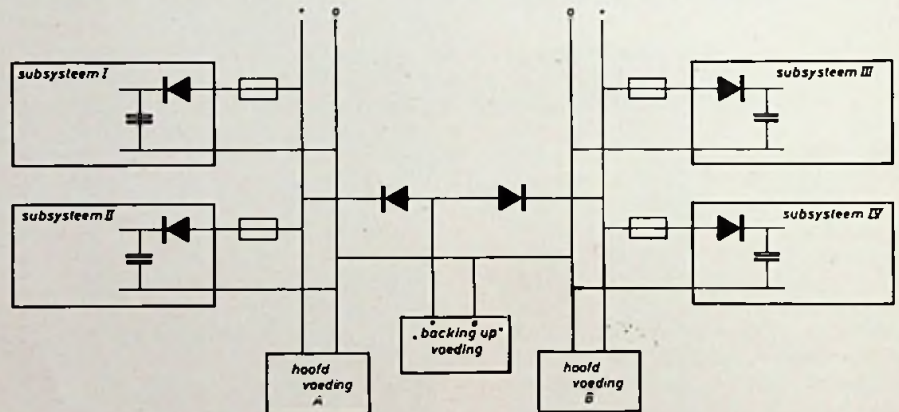 + o
o +
subsysteem I
subsysteem III
subsysteem II
subsysteem IV
+ o
„backing up"
voeding
hoofd
voeding
A
hoofd
voeding
B